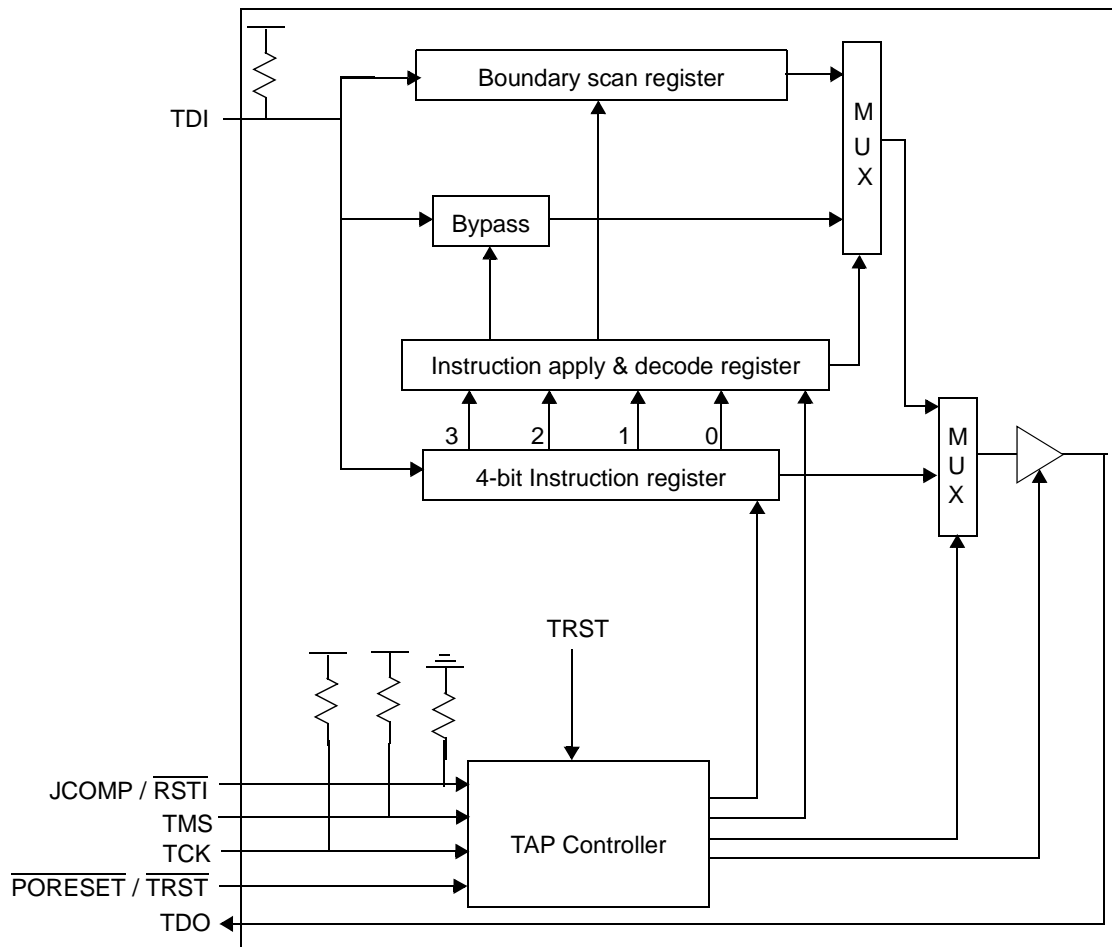 Boundary scan register
M
U
X
TDI
Bypass
Instruction apply & decode register
3
2
1
0
4-bit Instruction register
M
U
X
TRST
JCOMP / RSTI
TMS
TCK
TAP Controller
PORESET / TRST
TDO